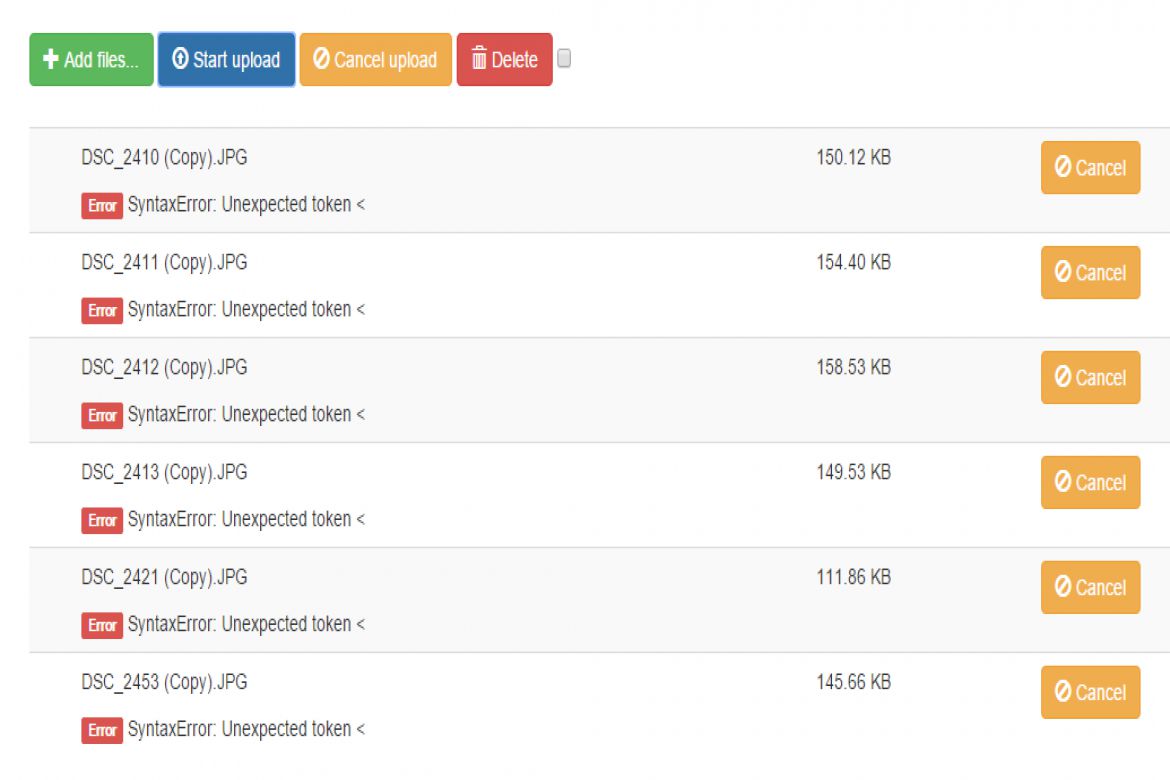 Add files... Start upload Cancel upload Delete
DSC_2410 (Copy).JPG 150.12 KB Cancel
Error SyntaxError: Unexpected token <
DSC_2411 (Copy).JPG 154.40 KB Cancel
Error SyntaxError: Unexpected token <
DSC_2412 (Copy).JPG 158.53 KB Cancel
Error SyntaxError: Unexpected token <
DSC_2413 (Copy).JPG 149.53 KB Cancel
Error SyntaxError: Unexpected token <
DSC_2421 (Copy).JPG 111.86 KB Cancel
Error SyntaxError: Unexpected token <
DSC_2453 (Copy).JPG 145.66 KB Cancel
Error SyntaxError: Unexpected token <